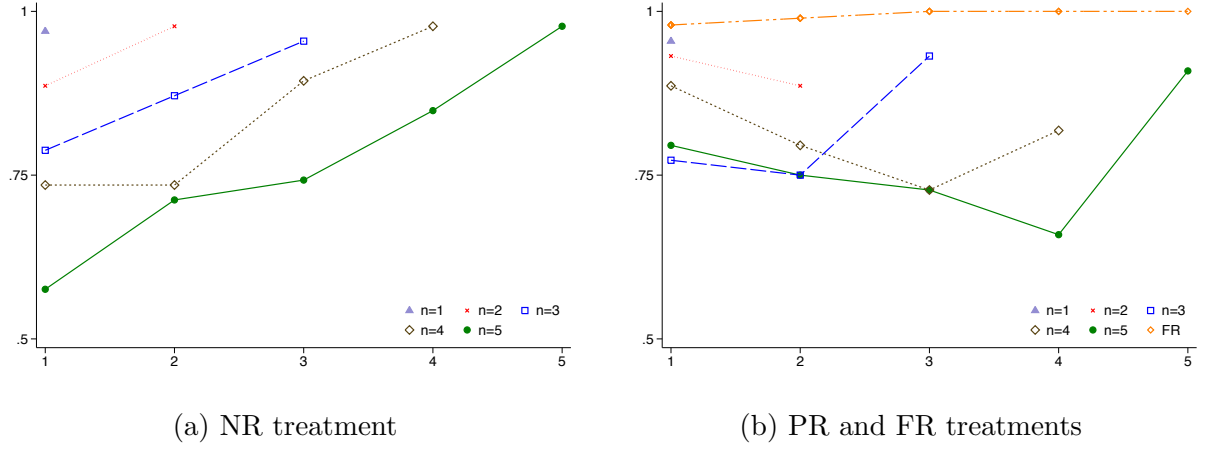 1
.75
.5
1 2 3 4 5
n=1 n=2 n=3
n=4 n=5
(a) NR treatment
1
.75
.5
1 2 3 4 5
n=1 n=2 n=3
n=4 n=5 FR
(b) PR and FR treatments